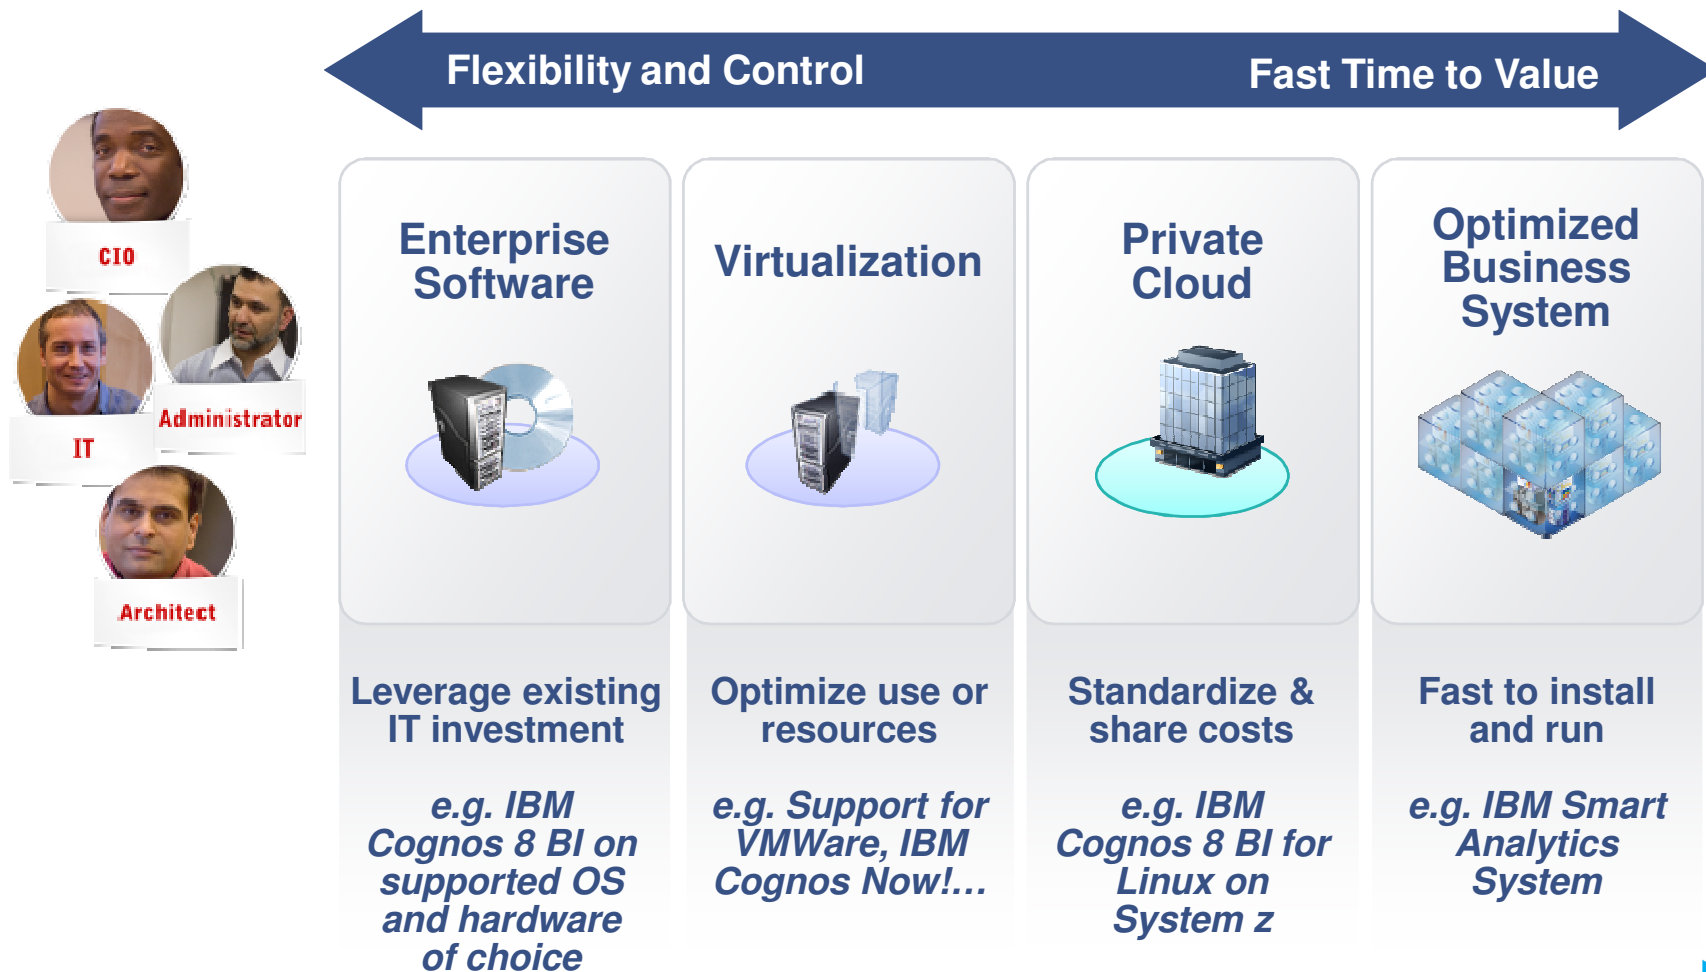 Flexibility and Control
Fast Time to Value
CIO
Administrator
IT
Architect
Enterprise
Software
Virtualization
Private
Cloud
Optimized
Business
System
Leverage existing
IT investment
e.g. IBM
Cognos 8 BI on
supported OS
and hardware
of choice
Optimize use or
resources
e.g. Support for
VMWare, IBM
Cognos Now!...
Standardize &
share costs
e.g. IBM
Cognos 8 BI for
Linux on
System z
Fast to install
and run
e.g. IBM Smart
Analytics
System